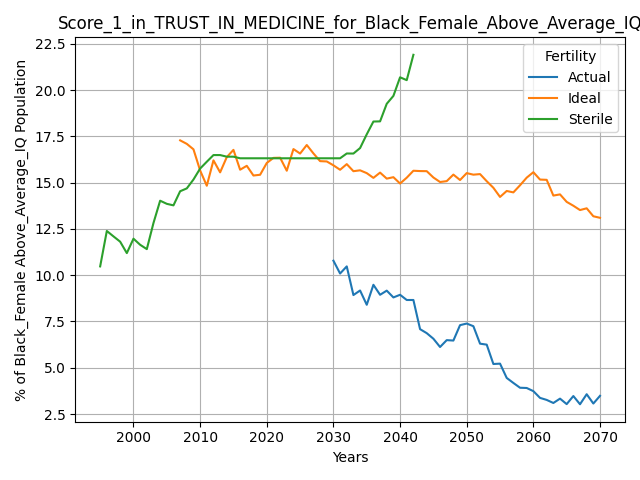 Score_1_in_TRUST_IN_MEDICINE_for_Black_Female_Above_Average_IQ
Fertility
Actual
Ideal
Sterile
% of Black_Female Above_Average_IQ Population
22.5
20.0
17.5
15.0
12.5
10.0
7.5
5.0
2.5
2000 2010 2020 2030 2040 2050 2060 2070
Years